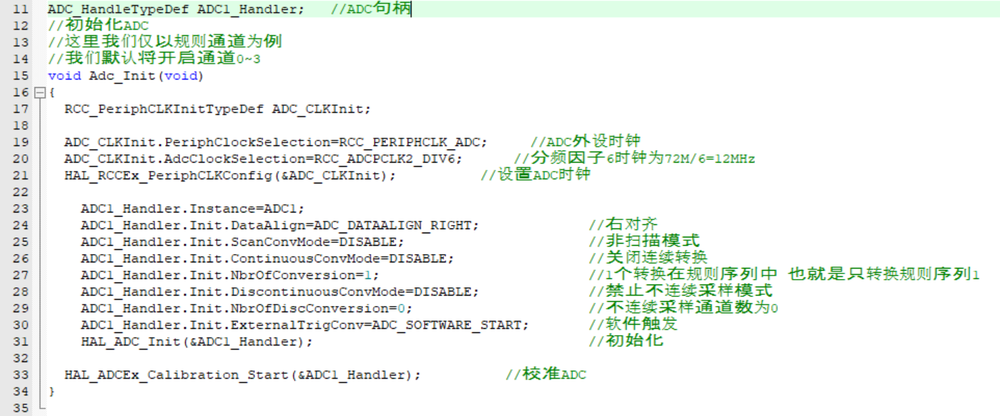 11 ADC_HandleTypeDef ADC1_Handler; //ADC句柄
12 //初始化ADC
13 //这里我们仅以规则通道为例
14 //我们默认将开启通道0~3
15 void Adc_Init(void)
16 {
17 RCC_PeriphCLKInitTypeDef ADC_CLKInit;
18
19 ADC_CLKInit.PeriphClockSelection=RCC_PERIPHCLK_ADC; //ADC外设时钟
20 ADC_CLKInit.AdcClockSelection=RCC_ADCPCLK2_DIV6; //分频因子6时钟为72M/6=12MHz
21 HAL_RCCEx_PeriphCLKConfig(&ADC_CLKInit); //设置ADC时钟
22
23 ADC1_Handler.Instance=ADC1;
24 ADC1_Handler.Init.DataAlign=ADC_DATAALIGN_RIGHT; //右对齐
25 ADC1_Handler.Init.ScanConvMode=DISABLE; //非扫描模式
26 ADC1_Handler.Init.ContinuousConvMode=DISABLE; //关闭连续转换
27 ADC1_Handler.Init.NbrOfConversion=1; //1个转换在规则序列中 也就是只转换规则序列1
28 ADC1_Handler.Init.DiscontinuousConvMode=DISABLE; //禁止不连续采样模式
29 ADC1_Handler.Init.NbrOfDiscConversion=0; //不连续采样通道数为0
30 ADC1_Handler.Init.ExternalTrigConv=ADC_SOFTWARE_START; //软件触发
31 HAL_ADC_Init(&ADC1_Handler); //初始化
32
33 HAL_ADCEx_Calibration_Start(&ADC1_Handler); //校准ADC
34 }
35